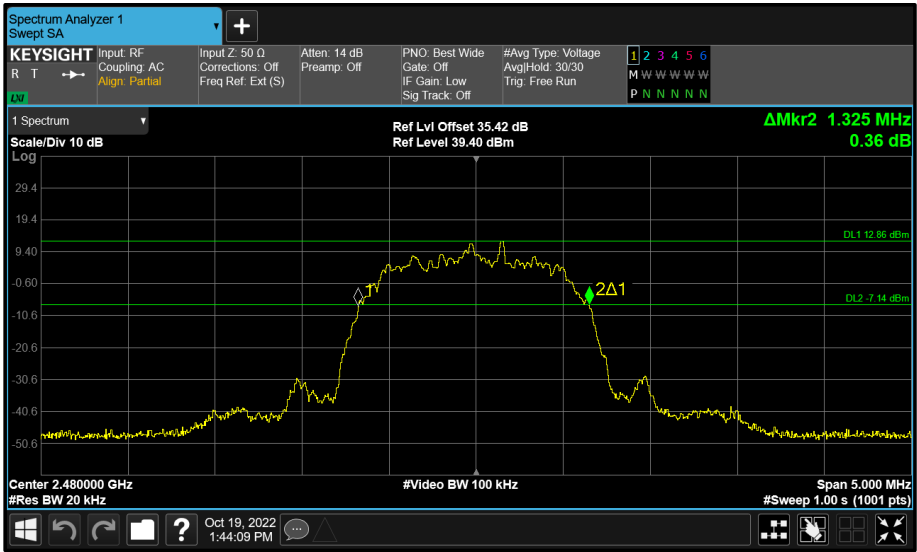 Spectrum Analyzer 1
Swept SA
+
KEYSIGHT
R T
LXI
Input: RF
Coupling: AC
Align: Partial
Input Z: 50 Ω
Corrections: Off
Freq Ref: Ext (S)
Atten: 14 dB
Preamp: Off
PNO: Best Wide
Gate: Off
IF Gain: Low
Sig Track: Off
#Avg Type: Voltage
Avg|Hold: 30/30
Trig: Free Run
1 2 3 4 5 6
M W W W W W
P N N N N N
1 Spectrum
Scale/Div 10 dB
Ref Lvl Offset 35.42 dB
Ref Level 39.40 dBm
ΔMkr2 1.325 MHz
0.36 dB
Log
29.4
19.4
9.40
-0.60
-10.6
-20.6
-30.6
-40.6
-50.6
DL1 12.86 dBm
1
2Δ1
DL2 -7.14 dBm
Center 2.480000 GHz
#Video BW 100 kHz
Span 5.000 MHz
#Res BW 20 kHz
#Sweep 1.00 s (1001 pts)
?
Oct 19, 2022
1:44:09 PM